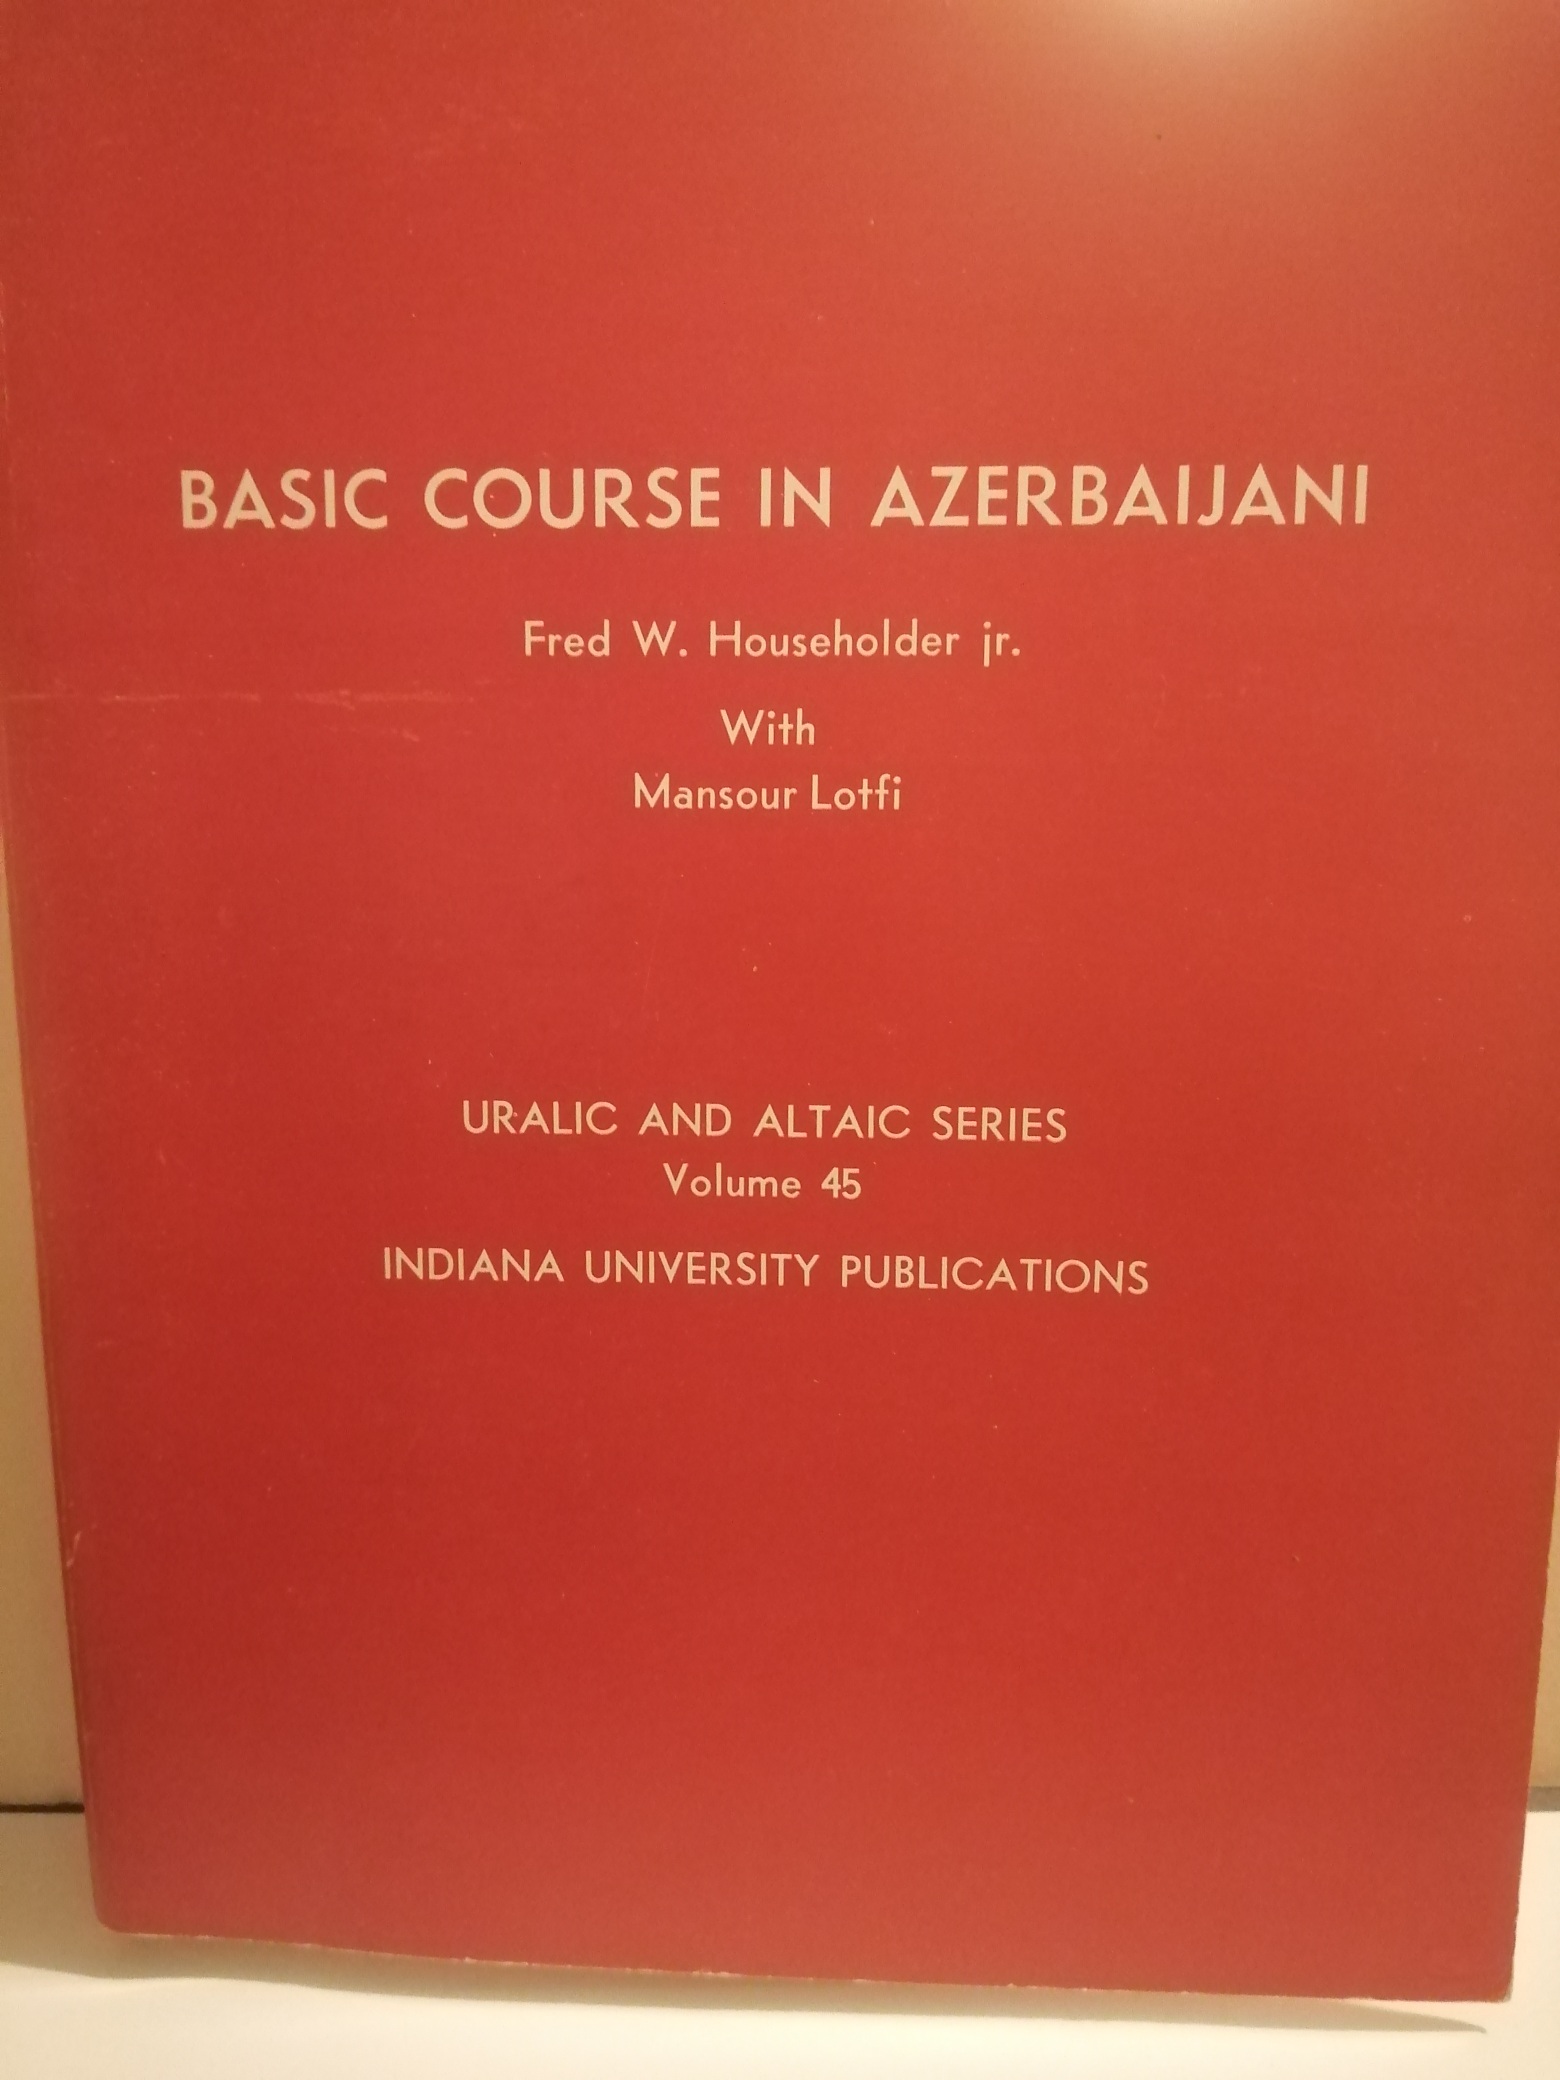 BASIC COURSE IN AZERBAIJANI
Fred W. Householder jr.
With
Mansour Lotfi
URALIC AND ALTAIC SERIES
Volume 45
INDIANA UNIVERSITY PUBLICATIONS